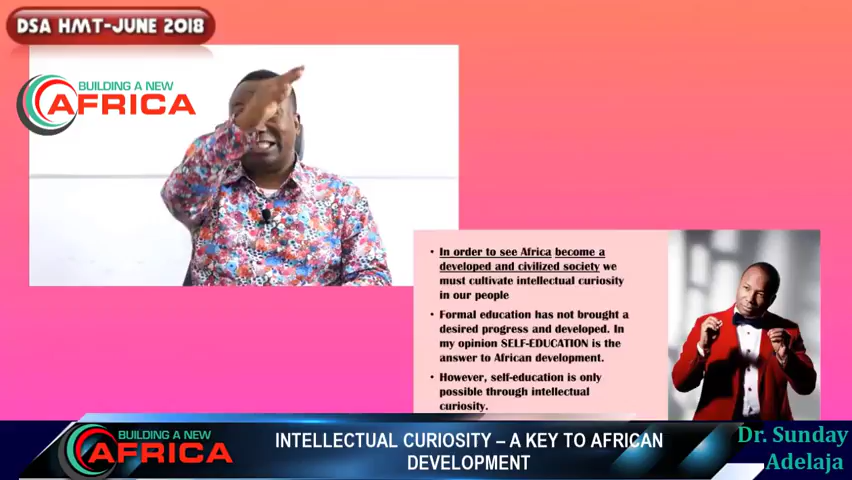 DSA HMT-JUNE 2018
BUILDING A NEW
AFRICA
• In order to see Africa become a
developed and civilized society we
must cultivate intellectual curiosity
in our people
• Formal education has not brought a
desired progress and developed. In
my opinion SELF-EDUCATION is the
answer to African development.
• However, self-education is only
possible through intellectual
curiosity.
BUILDING A NEW
AFRICA
INTELLECTUAL CURIOSITY – A KEY TO AFRICAN
DEVELOPMENT
Dr. Sunday
Adelaja